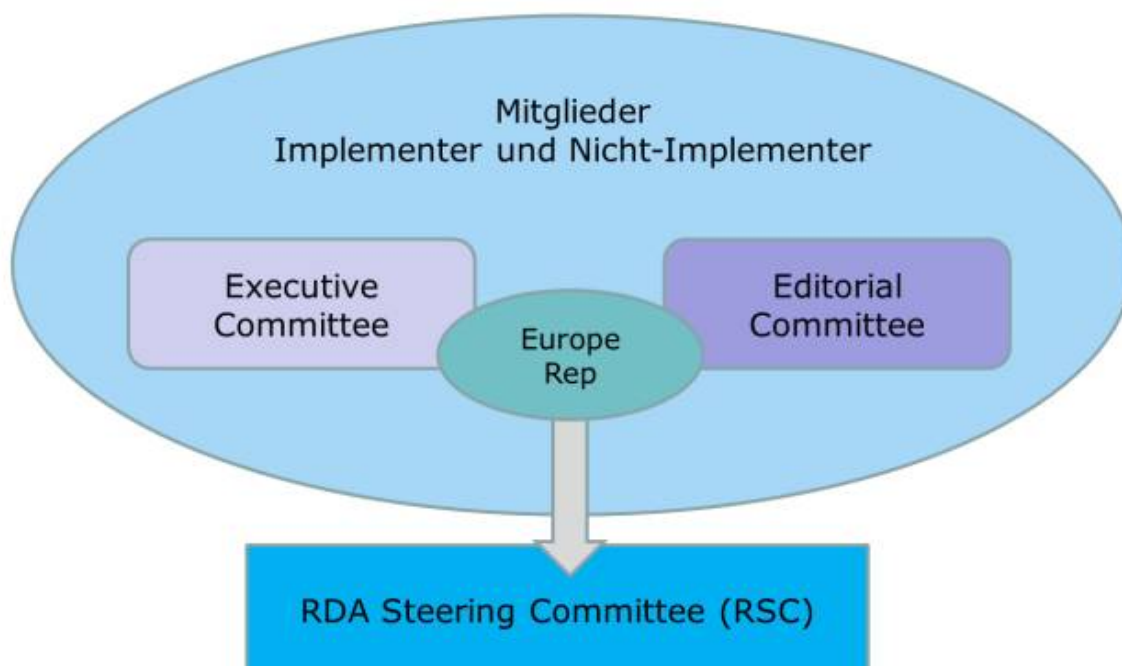 Mitglieder
Implementer und Nicht-Implementer
Executive
Committee
Editorial
Committee
Europe
Rep
RDA Steering Committee (RSC)